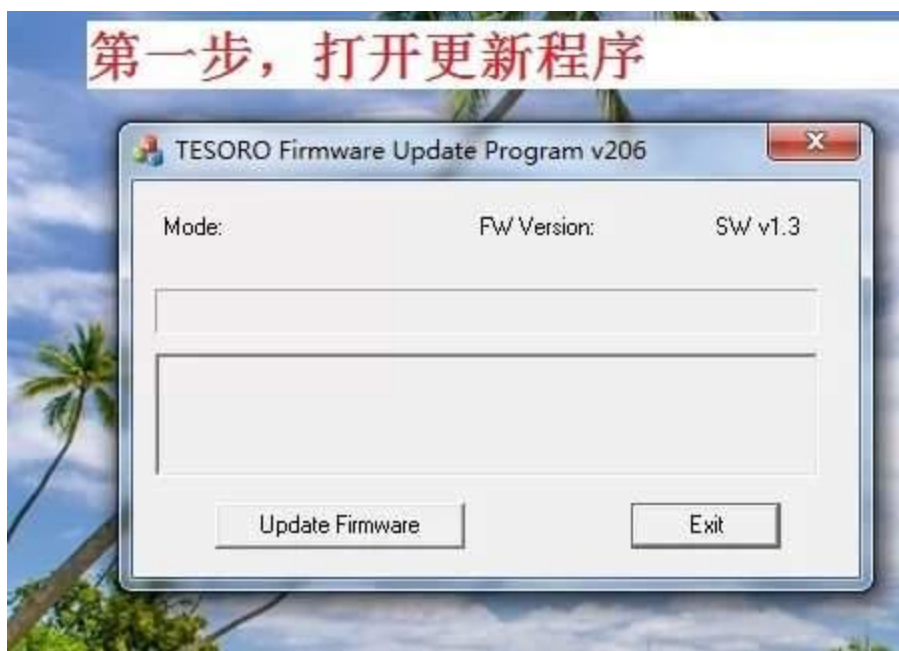 第一步，打开更新程序
TESORO Firmware Update Program v206
Mode: FW Version: SW v1.3
Update Firmware Exit